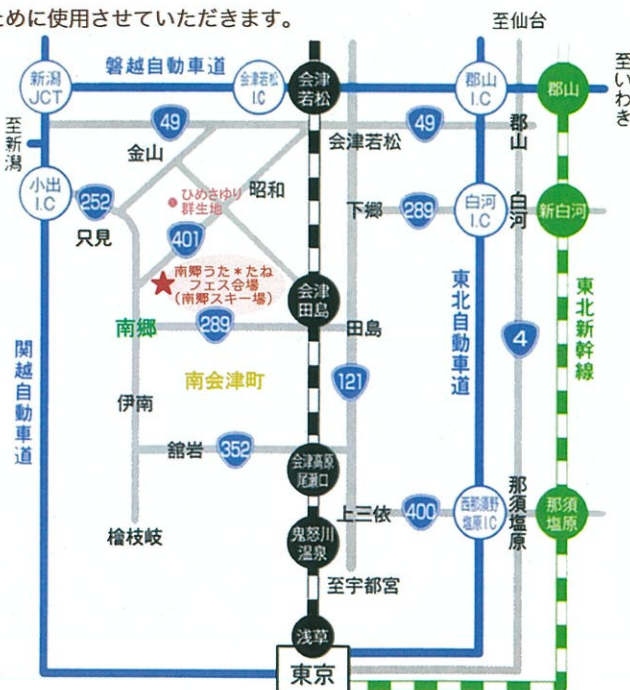 ために使用させていただきます。
至仙台
磐越自動車道
新潟
JCT
会津若松
I.C
会津
若松
郡山
I.C
郡山
至いわき
49
49
至新潟
金山
会津若松
郡山
小出
I.C
252
只見
ひめさゆり
群生地
昭和
下郷
289
白河
I.C
白河
新白河
401
南郷うた＊たね
フェス会場
（南郷スキー場）
会津
田島
南郷
289
田島
東北自動車道
4
東北新幹線
関越自動車道
南会津町
121
伊南
舘岩
352
会津高原
尾瀬口
上三依
400
西那須野
塩原I.C
那須塩原
那須
塩原
檜枝岐
鬼怒川
温泉
至宇都宮
浅草
東京